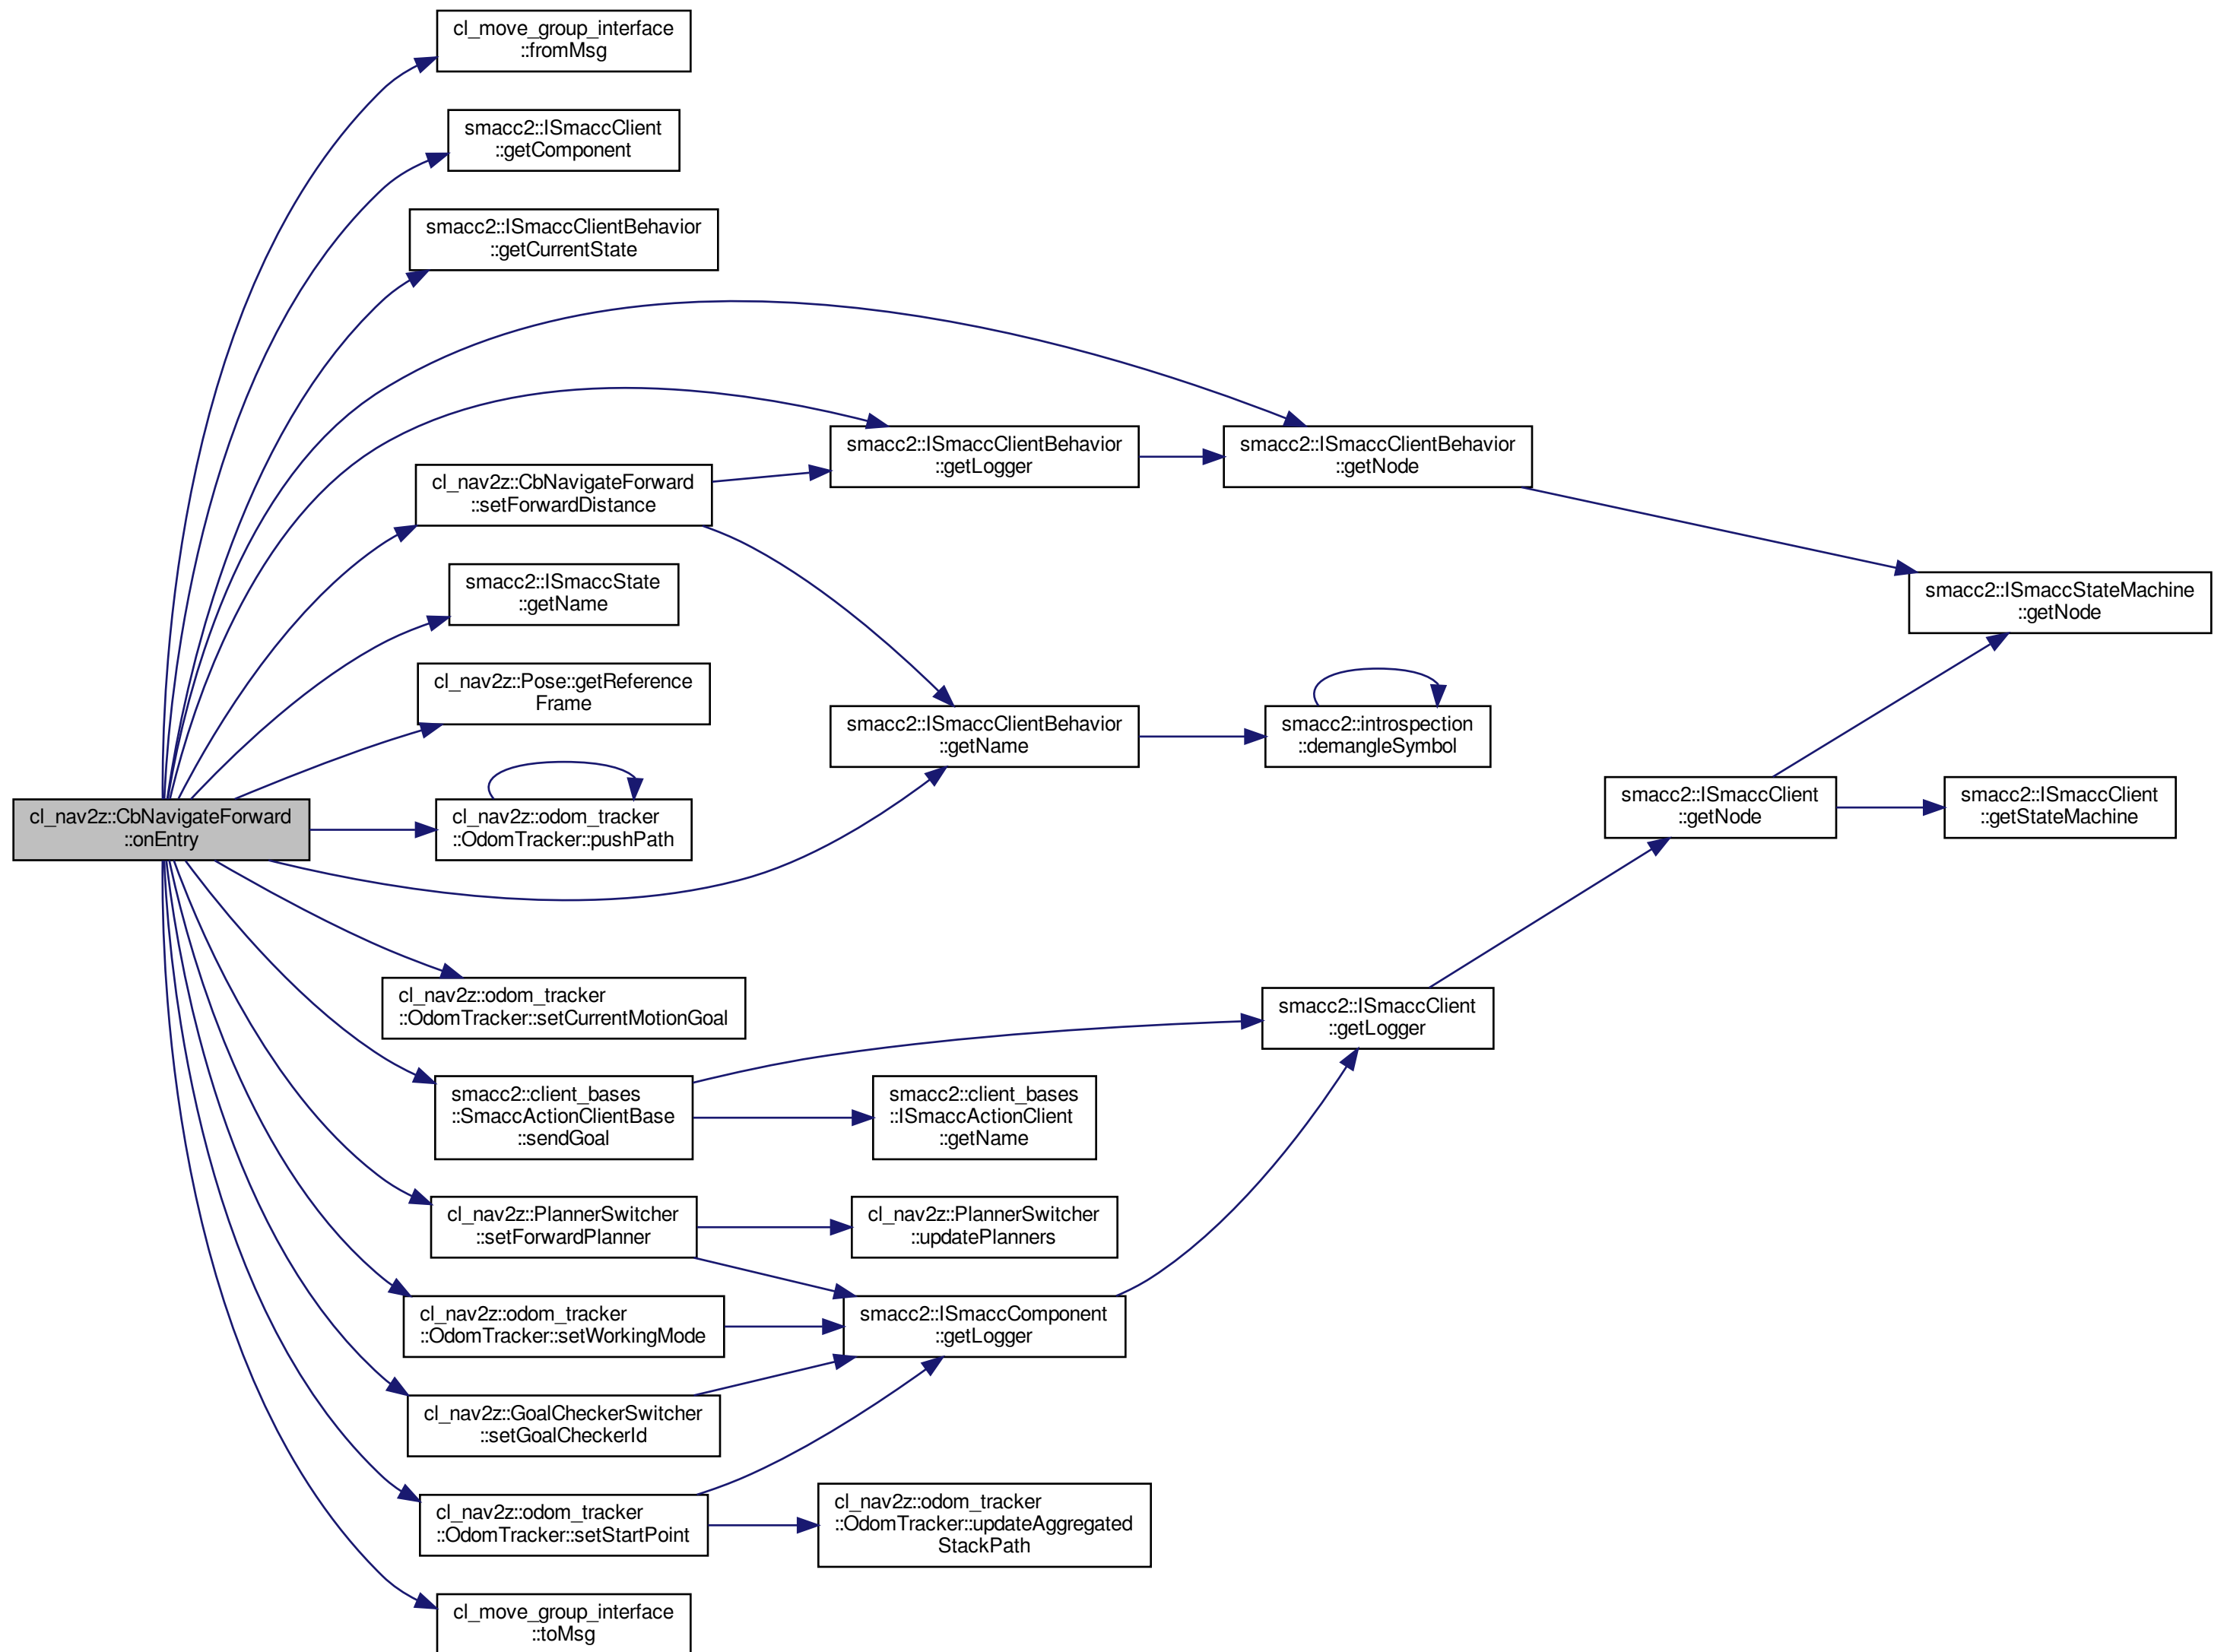 cl_move_group_interface
::fromMsg
smacc2::ISmaccClient
::getComponent
smacc2::ISmaccClientBehavior
::getCurrentState
smacc2::ISmaccClientBehavior
::getLogger
smacc2::ISmaccClientBehavior
::getNode
cl_nav2z::CbNavigateForward
::setForwardDistance
smacc2::ISmaccState
::getName
smacc2::ISmaccStateMachine
::getNode
cl_nav2z::Pose::getReference
Frame
smacc2::ISmaccClientBehavior
::getName
smacc2::introspection
::demangleSymbol
cl_nav2z::CbNavigateForward
::onEntry
cl_nav2z::odom_tracker
::OdomTracker::pushPath
smacc2::ISmaccClient
::getNode
smacc2::ISmaccClient
::getStateMachine
cl_nav2z::odom_tracker
::OdomTracker::setCurrentMotionGoal
smacc2::ISmaccClient
::getLogger
smacc2::client_bases
::SmaccActionClientBase
::sendGoal
smacc2::client_bases
::ISmaccActionClient
::getName
cl_nav2z::PlannerSwitcher
::setForwardPlanner
cl_nav2z::PlannerSwitcher
::updatePlanners
cl_nav2z::odom_tracker
::OdomTracker::setWorkingMode
smacc2::ISmaccComponent
::getLogger
cl_nav2z::GoalCheckerSwitcher
::setGoalCheckerId
cl_nav2z::odom_tracker
::OdomTracker::setStartPoint
cl_nav2z::odom_tracker
::OdomTracker::updateAggregated
StackPath
cl_move_group_interface
::toMsg